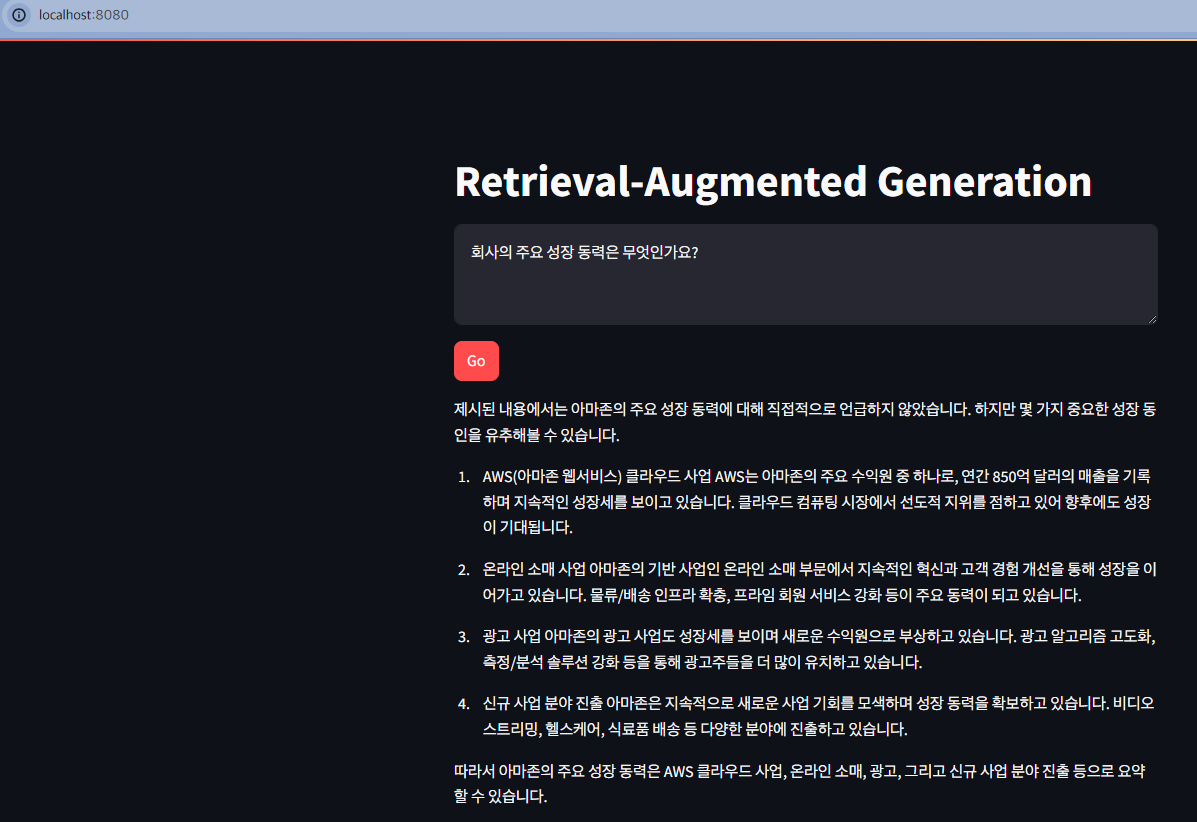 localhost:8080
Retrieval-Augmented Generation
회사의 주요 성장 동력은 무엇인가요?
Go
제시된 내용에서는 아마존의 주요 성장 동력에 대해 직접적으로 언급하지 않았습니다. 하지만 몇 가지 중요한 성장 동
인을 유추해볼 수 있습니다.
1. AWS(아마존 웹서비스) 클라우드 사업 AWS는 아마존의 주요 수익원 중 하나로, 연간 850억 달러의 매출을 기록
하며 지속적인 성장세를 보이고 있습니다. 클라우드 컴퓨팅 시장에서 선도적 지위를 점하고 있어 향후에도 성장
이 기대됩니다.
2. 온라인 소매 사업 아마존의 기반 사업인 온라인 소매 부문에서 지속적인 혁신과 고객 경험 개선을 통해 성장을 이
어가고 있습니다. 물류/배송 인프라 확충, 프라임 회원 서비스 강화 등이 주요 동력이 되고 있습니다.
3. 광고 사업 아마존의 광고 사업도 성장세를 보이며 새로운 수익원으로 부상하고 있습니다. 광고 알고리즘 고도화,
측정/분석 솔루션 강화 등을 통해 광고주들을 더 많이 유치하고 있습니다.
4. 신규 사업 분야 진출 아마존은 지속적으로 새로운 사업 기회를 모색하며 성장 동력을 확보하고 있습니다. 비디오
스트리밍, 헬스케어, 식료품 배송 등 다양한 분야에 진출하고 있습니다.
따라서 아마존의 주요 성장 동력은 AWS 클라우드 사업, 온라인 소매, 광고, 그리고 신규 사업 분야 진출 등으로 요약
할 수 있습니다.